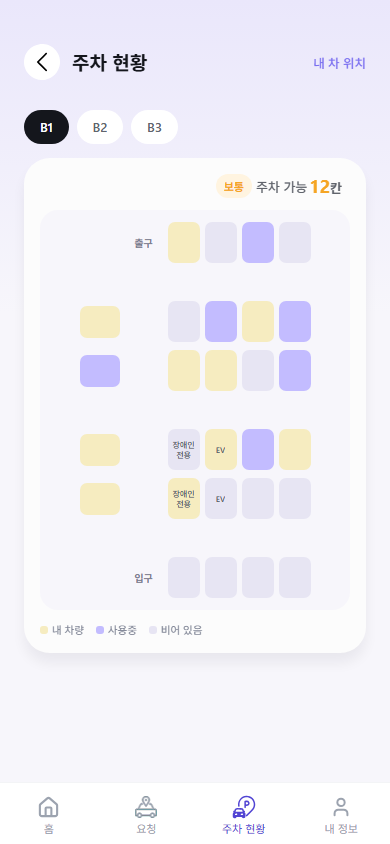 주차 현황
내 차 위치
B1
B2
B3
보통 주차 가능 12칸
출구
장애인
전용
EV
장애인
전용
EV
입구
내 차량
사용중
비어 있음
홈
요청
주차 현황
내 정보